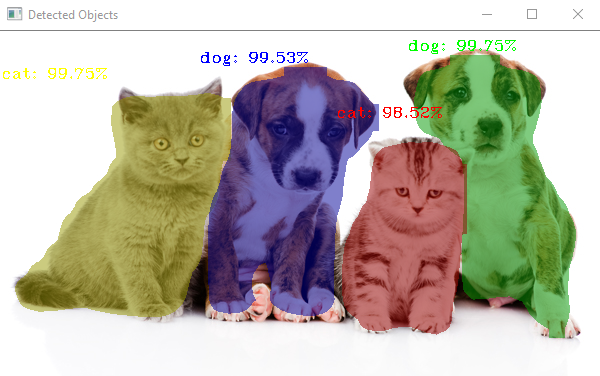 Detected Objects
dog: 99.75%
dog: 99.53%
cat: 99.75%
cat: 98.52%